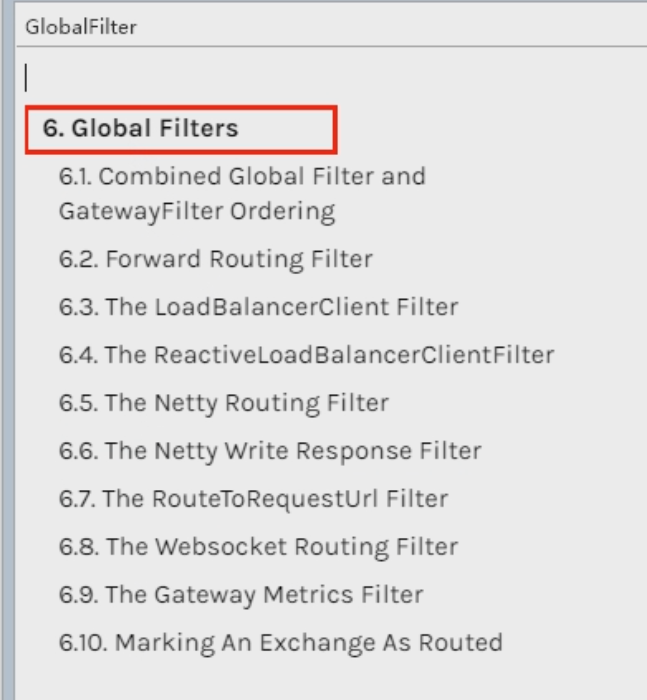 GlobalFilter
6. Global Filters
6.1. Combined Global Filter and
GatewayFilter Ordering
6.2. Forward Routing Filter
6.3. The LoadBalancerClient Filter
6.4. The ReactiveLoadBalancerClientFilter
6.5. The Netty Routing Filter
6.6. The Netty Write Response Filter
6.7. The RouteToRequestUrl Filter
6.8. The Websocket Routing Filter
6.9. The Gateway Metrics Filter
6.10. Marking An Exchange As Routed